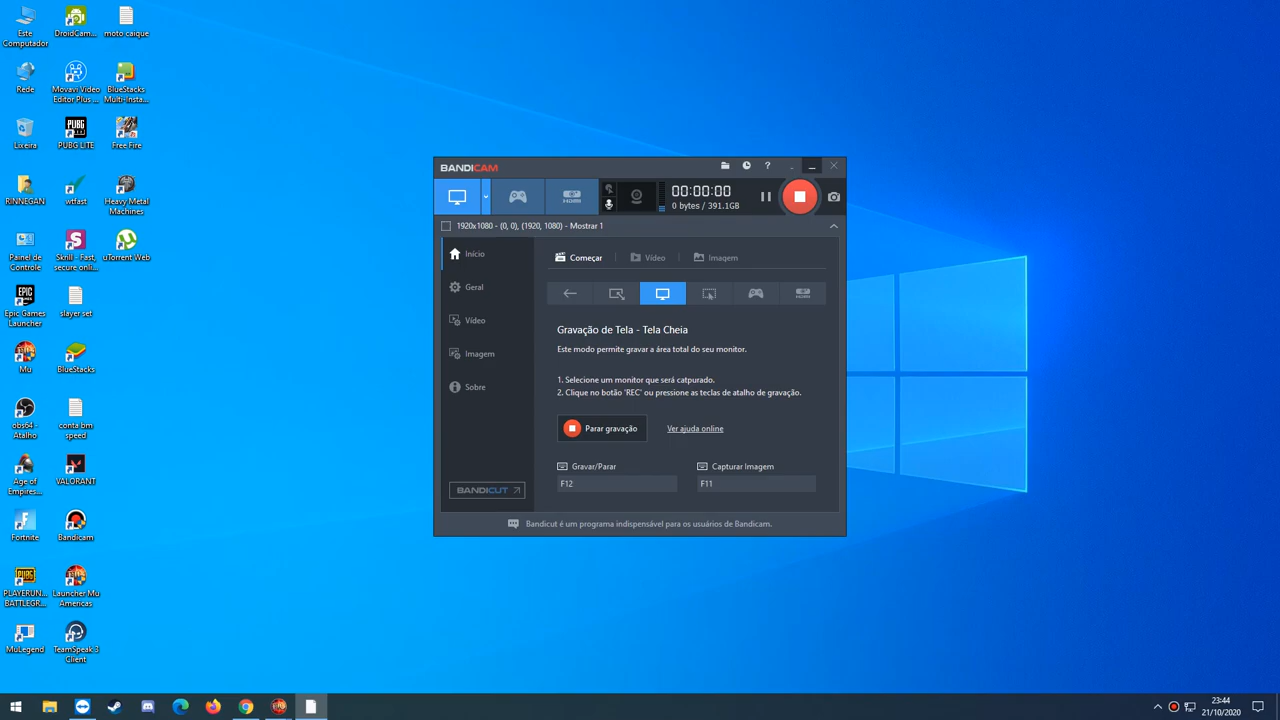 Este
Computador
DroidCam...
moto caique
Rede
Movavi Video
Editor Plus ...
BlueStacks
Multi-Insta...
Lixeira
PUBG LITE
Free Fire
RINNEGAN
wtfast
Heavy Metal
Machines
Painel de
Controle
Skrill - Fast,
secure onli...
uTorrent Web
Epic Games
Launcher
slayer set
Mu
BlueStacks
obs64 -
Atalho
conta bm
speed
Age of
Empires...
VALORANT
Fortnite
Bandicam
PLAYERUN...
BATTLEGR...
Launcher Mu
Americas
MuLegend
TeamSpeak 3
Client
BANDICAM
HDMI
00:00:00
0 bytes / 391.1GB
1920x1080 - (0, 0), (1920, 1080) - Mostrar 1
Início
Geral
Vídeo
Imagem
Sobre
BANDICUT
Começar
Vídeo
Imagem
HDMI
Gravação de Tela - Tela Cheia
Este modo permite gravar a área total do seu monitor.
1. Selecione um monitor que será catpurado.
2. Clique no botão 'REC' ou pressione as teclas de atalho de gravação.
Parar gravação
Ver ajuda online
Gravar/Parar
Capturar Imagem
F12
F11
Bandicut é um programa indispensável para os usuários de Bandicam.
23:44
21/10/2020